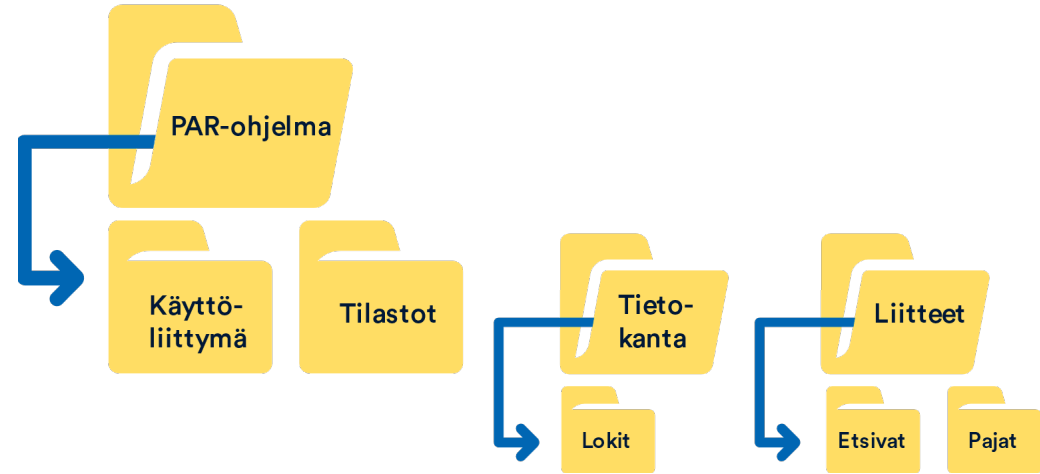 PAR-ohjelma
Käyttö-
liittymä
Tilastot
Tieto-
kanta
Liitteet
Lokit
Etsivat
Pajat